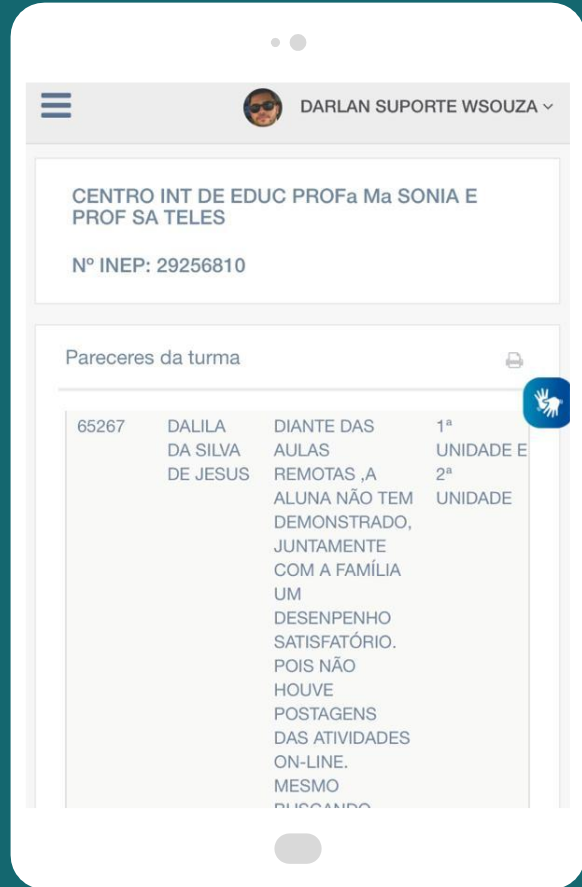 DARLAN SUPORTE WSOUZA
CENTRO INT DE EDUC PROFa Ma SONIA E
PROF SA TELES
Nº INEP: 29256810
Pareceres da turma
65267
DALILA
DA SILVA
DE JESUS
DIANTE DAS
AULAS
REMOTAS ,A
ALUNA NÃO TEM
DEMONSTRADO,
JUNTAMENTE
COM A FAMÍLIA
UM
DESENPENHO
SATISFATÓRIO.
POIS NÃO
HOUVE
POSTAGENS
DAS ATIVIDADES
ON-LINE.
MESMO
1ª
UNIDADE E
2ª
UNIDADE